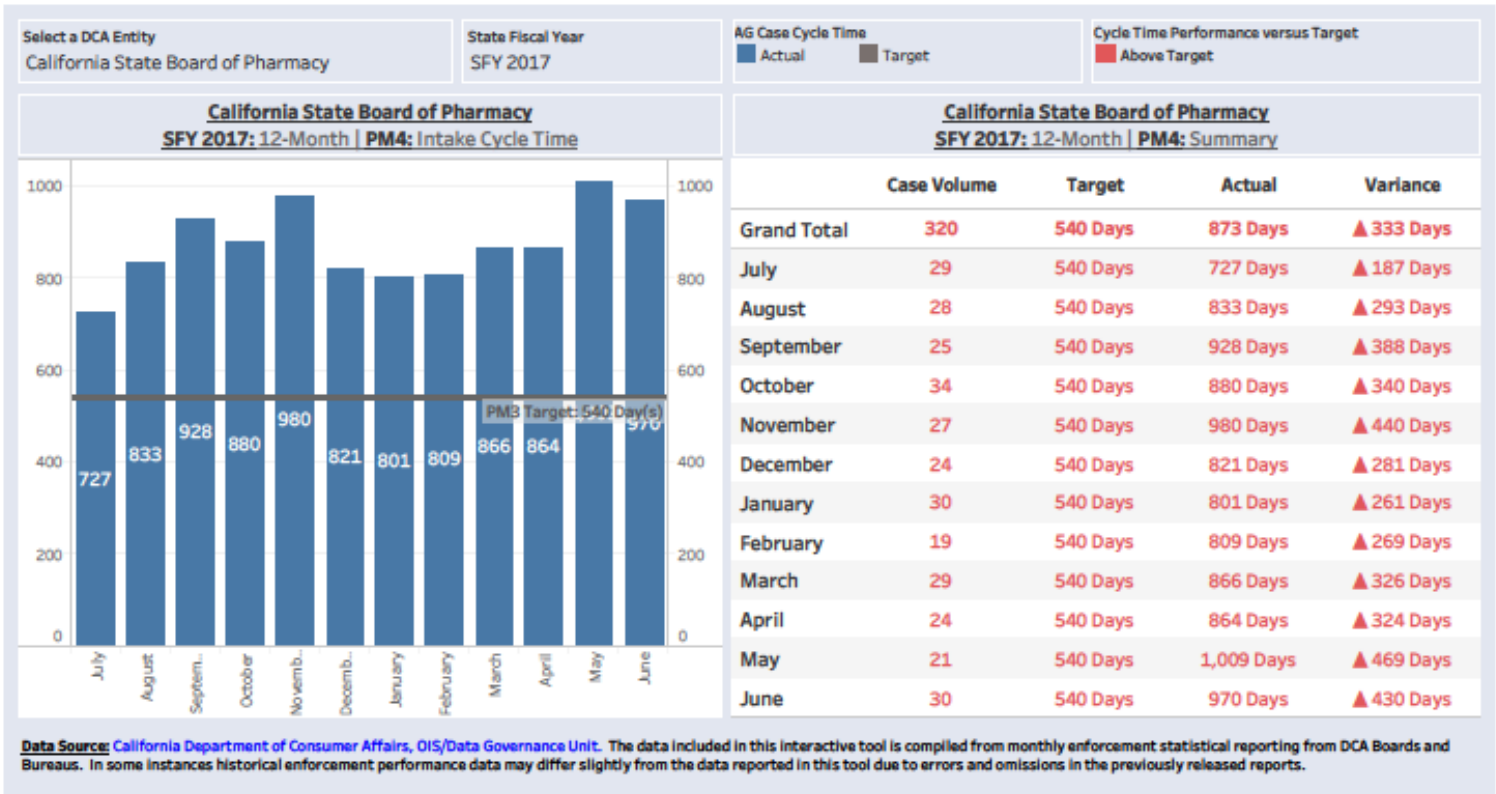 Select a DCA Entity
California State Board of Pharmacy
State Fiscal Year
SFY 2017
AG Case Cycle Time
Actual
Target
Cycle Time Performance versus Target
Above Target
California State Board of Pharmacy
SFY 2017: 12-Month | PM4: Intake Cycle Time
1000
800
600
400
200
0
1000
800
600
400
200
0
PM3 Target: 540 Day(s)
727
833
928
880
980
821
801
809
866
864
970
July
August
Septem..
October
Novemb..
Decemb..
January
February
March
April
May
June
California State Board of Pharmacy
SFY 2017: 12-Month | PM4: Summary
Case Volume Target Actual Variance
Grand Total 320 540 Days 873 Days ▲333 Days
July 29 540 Days 727 Days ▲187 Days
August 28 540 Days 833 Days ▲293 Days
September 25 540 Days 928 Days ▲388 Days
October 34 540 Days 880 Days ▲340 Days
November 27 540 Days 980 Days ▲440 Days
December 24 540 Days 821 Days ▲281 Days
January 30 540 Days 801 Days ▲261 Days
February 19 540 Days 809 Days ▲269 Days
March 29 540 Days 866 Days ▲326 Days
April 24 540 Days 864 Days ▲324 Days
May 21 540 Days 1,009 Days ▲469 Days
June 30 540 Days 970 Days ▲430 Days
Data Source: California Department of Consumer Affairs, OIS/Data Governance Unit. The data included in this interactive tool is compiled from monthly enforcement statistical reporting from DCA Boards and
Bureaus. In some instances historical enforcement performance data may differ slightly from the data reported in this tool due to errors and omissions in the previously released reports.